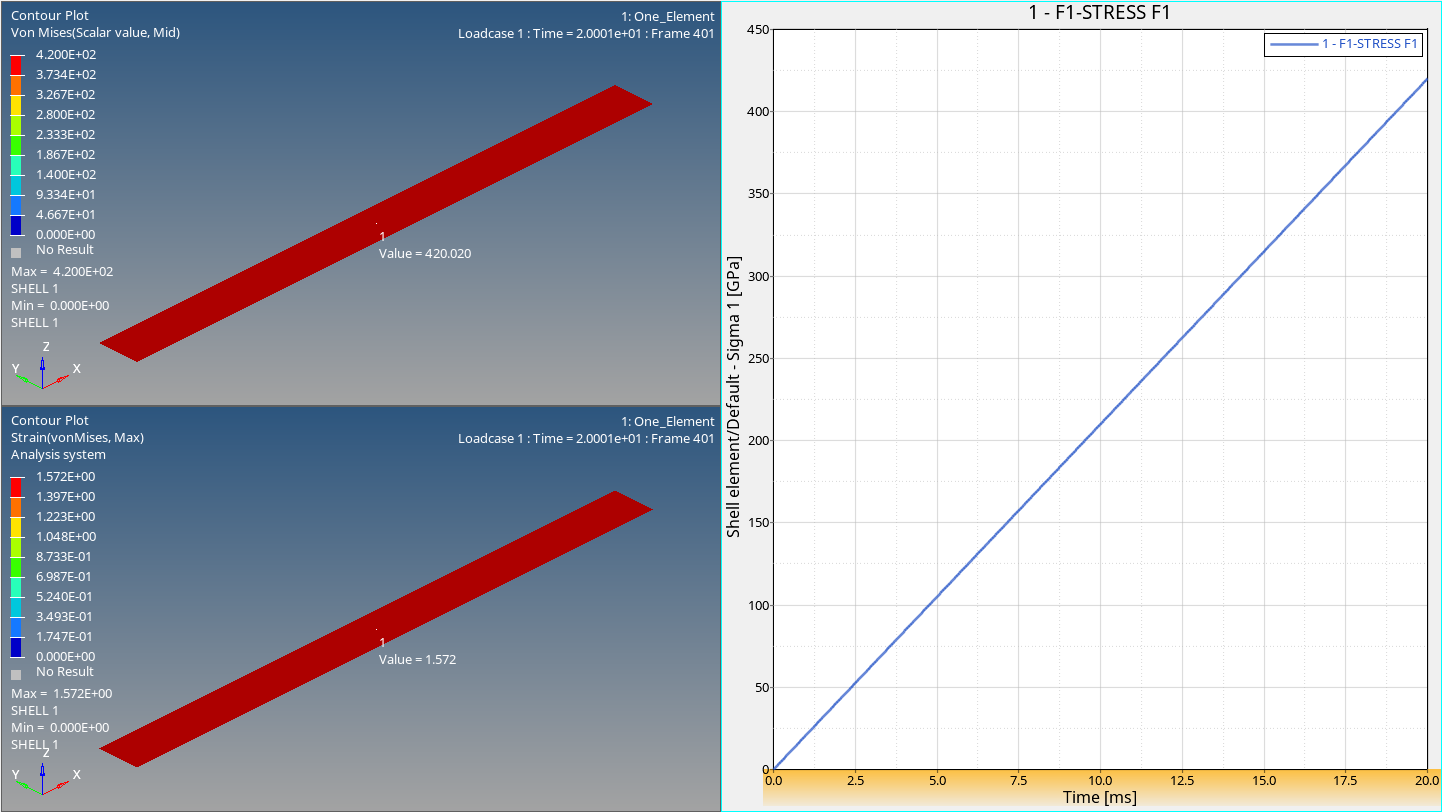 Contour Plot
Von Mises(Scalar value, Mid)
1: One_Element
Loadcase 1 : Time = 2.0001e+01 : Frame 401
4.200E+02
3.734E+02
3.267E+02
2.800E+02
2.333E+02
1.867E+02
1.400E+02
9.334E+01
4.667E+01
0.000E+00
No Result
Max = 4.200E+02
SHELL 1
Min = 0.000E+00
SHELL 1
1
Value = 420.020
Z
Y
X
Contour Plot
Strain(vonMises, Max)
Analysis system
1: One_Element
Loadcase 1 : Time = 2.0001e+01 : Frame 401
1.572E+00
1.397E+00
1.223E+00
1.048E+00
8.733E-01
6.987E-01
5.240E-01
3.493E-01
1.747E-01
0.000E+00
No Result
Max = 1.572E+00
SHELL 1
Min = 0.000E+00
SHELL 1
1
Value = 1.572
Z
Y
X
1 - F1-STRESS F1
1 - F1-STRESS F1
Shell element/Default - Sigma 1 [GPa]
450
400
350
300
250
200
150
100
50
0
0.0 2.5 5.0 7.5 10.0 12.5 15.0 17.5 20.0
Time [ms]